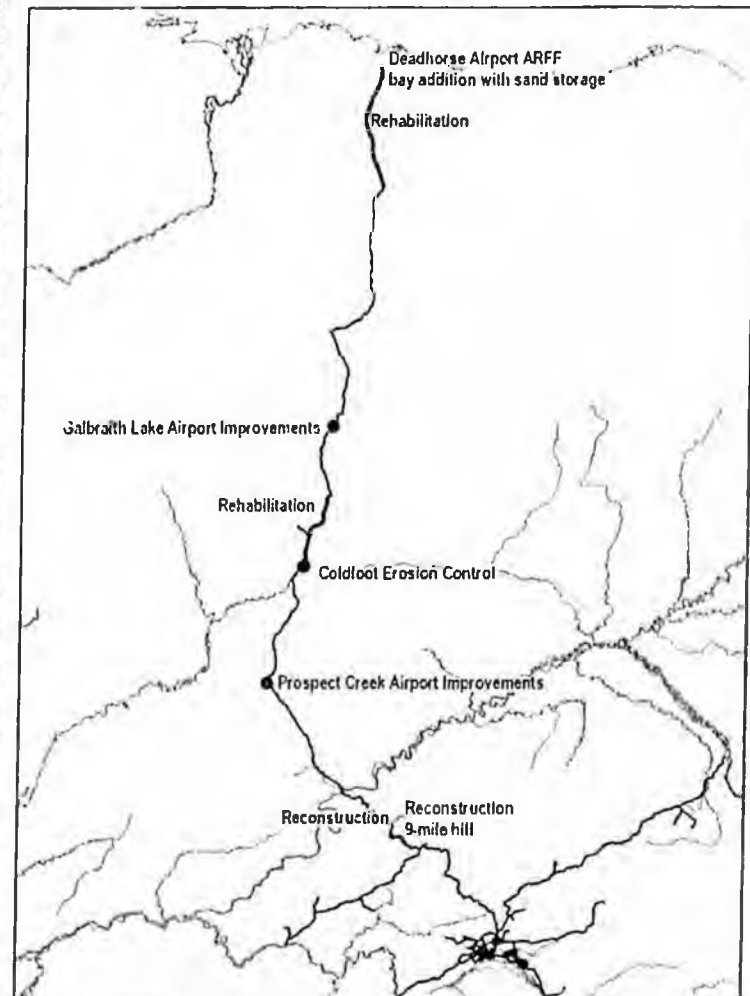 Deadhorse Airport ARFF
bay addition with sand storage
Rehabilitation
Galbraith Lake Airport Improvements
Rehabilitation
Coldfoot Erosion Control
Prospect Creek Airport Improvements
Reconstruction
Reconstruction
9-mile hill